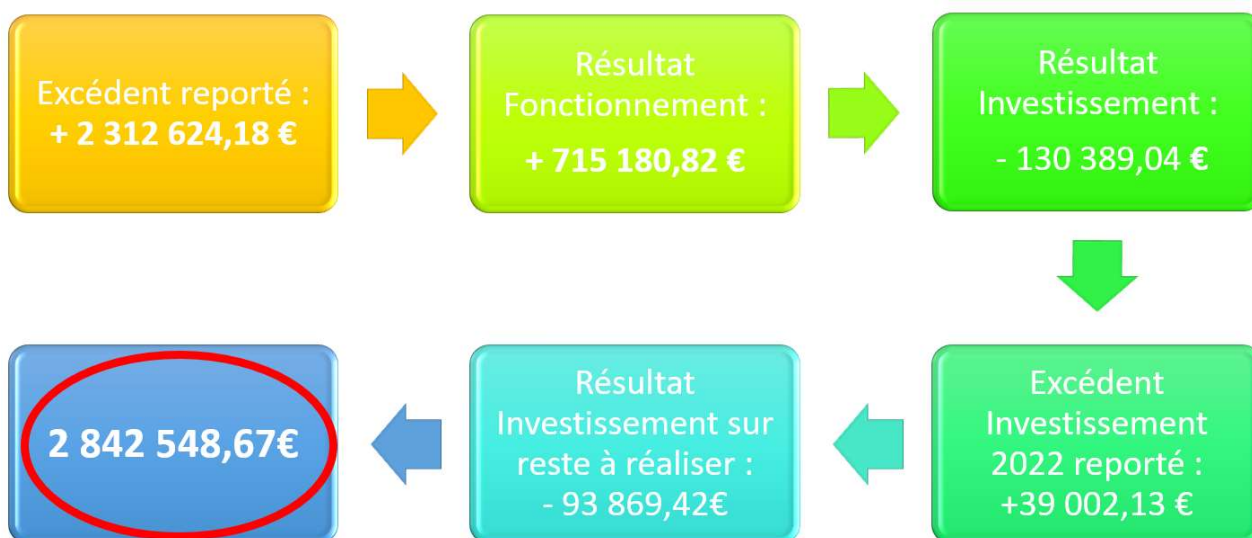 Excédent reporté :
+ 2 312 624,18 €
Résultat
Fonctionnement :
+ 715 180,82 €
Résultat
Investissement :
- 130 389,04 €
Excédent
Investissement
2022 reporté :
+39 002,13 €
Résultat
Investissement sur
reste à réaliser :
- 93 869,42€
2 842 548,67€